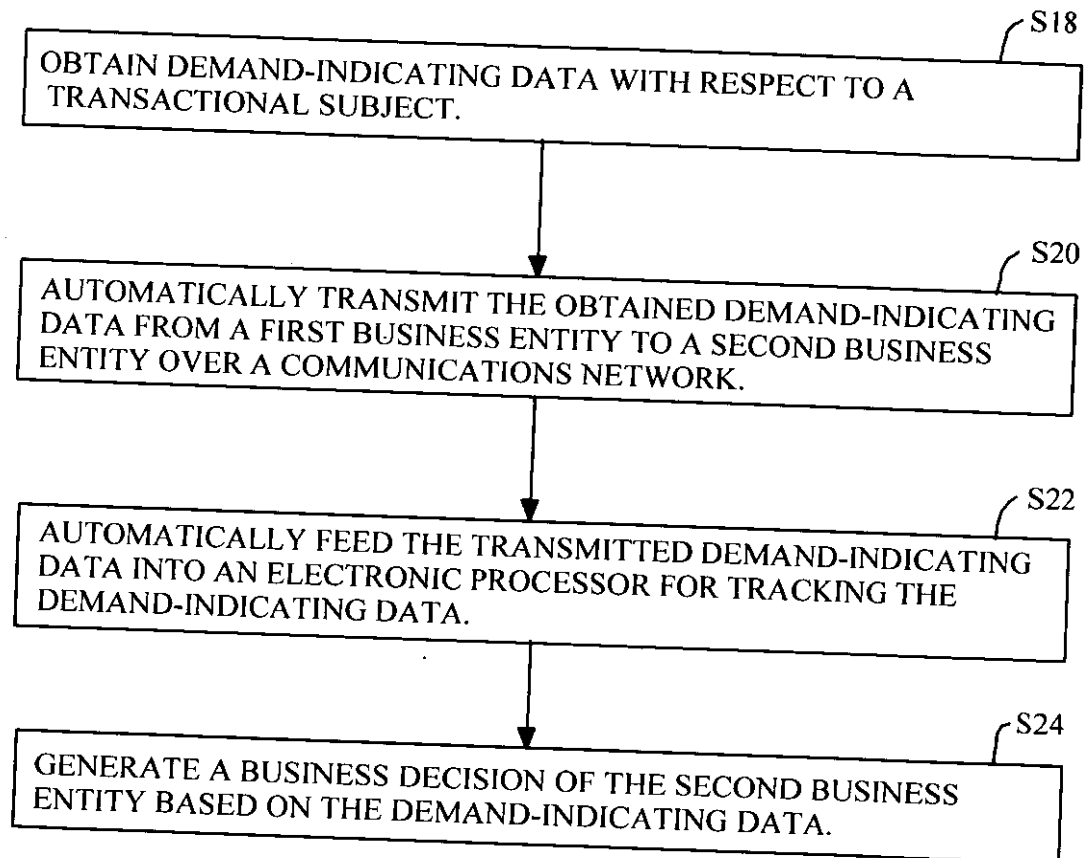 S18
OBTAIN DEMAND-INDICATING DATA WITH RESPECT TO A
TRANSACTIONAL SUBJECT.
S20
AUTOMATICALLY TRANSMIT THE OBTAINED DEMAND-INDICATING
DATA FROM A FIRST BUSINESS ENTITY TO A SECOND BUSINESS
ENTITY OVER A COMMUNICATIONS NETWORK.
S22
AUTOMATICALLY FEED THE TRANSMITTED DEMAND-INDICATING
DATA INTO AN ELECTRONIC PROCESSOR FOR TRACKING THE
DEMAND-INDICATING DATA.
S24
GENERATE A BUSINESS DECISION OF THE SECOND BUSINESS
ENTITY BASED ON THE DEMAND-INDICATING DATA.